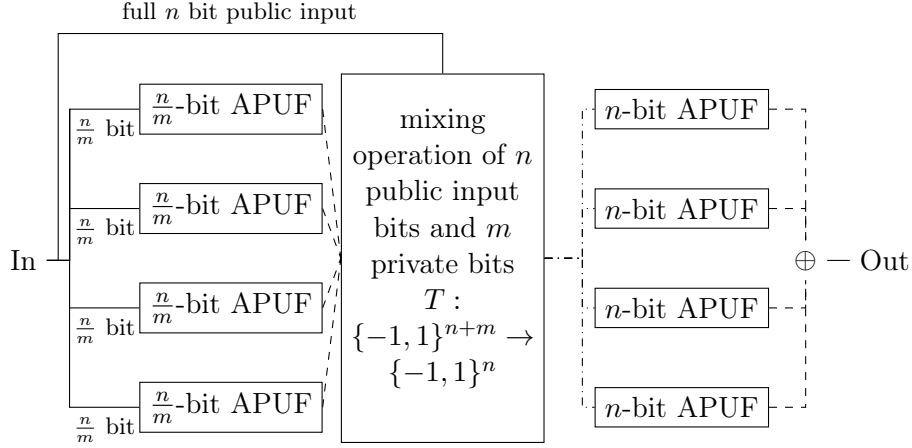 full n bit public input
n/m-bit APUF
n/m bit
n/m-bit APUF
n/m bit
n/m-bit APUF
n/m bit
n/m-bit APUF
n/m bit
In
mixing
operation of n
public input
bits and m
private bits
T :
{−1, 1}^{n+m} →
{−1, 1}^n
n-bit APUF
n-bit APUF
n-bit APUF
n-bit APUF
⊕
Out